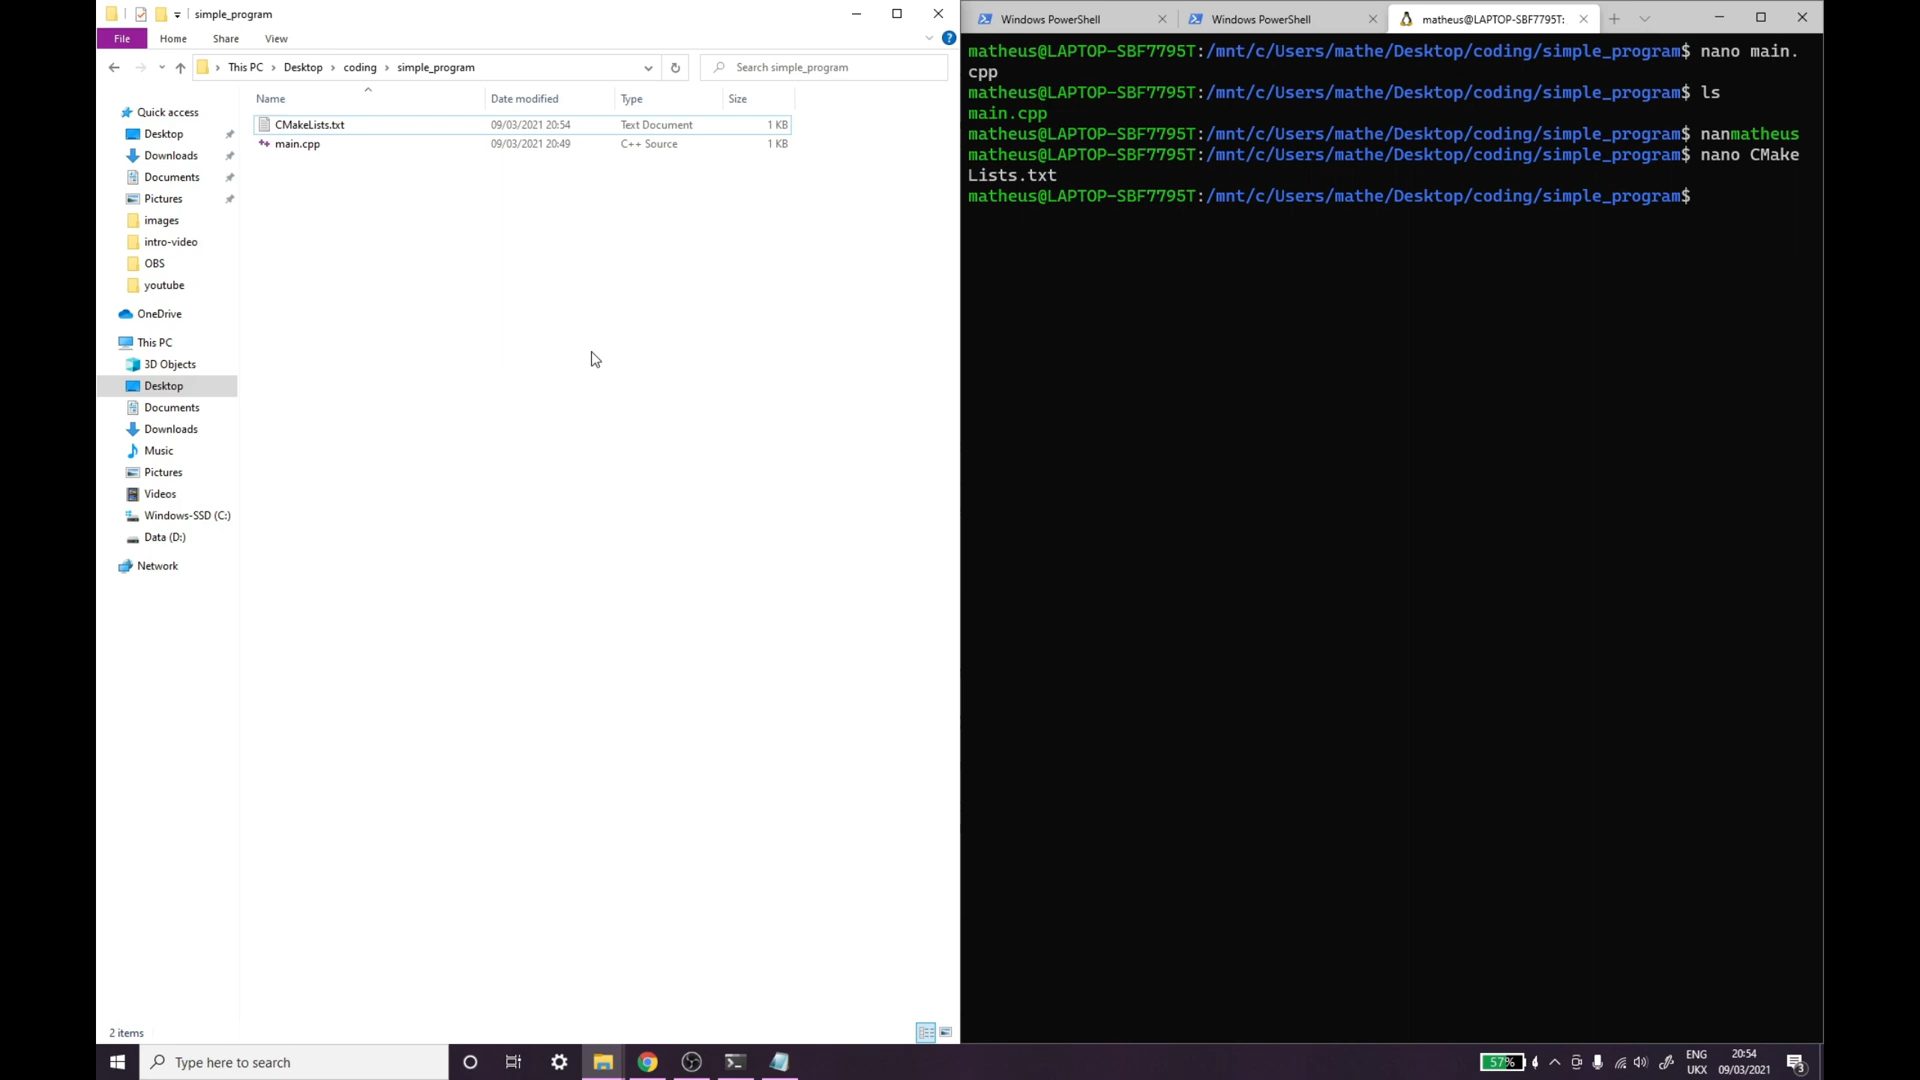 simple_program
File Home Share View
This PC Desktop coding simple_program
Search simple_program
Name Date modified Type Size
CMakeLists.txt 09/03/2021 20:54 Text Document 1 KB
main.cpp 09/03/2021 20:49 C++ Source 1 KB
Quick access
Desktop
Downloads
Documents
Pictures
images
intro-video
OBS
youtube
OneDrive
This PC
3D Objects
Desktop
Documents
Downloads
Music
Pictures
Videos
Windows-SSD (C:)
Data (D:)
Network
2 items
Windows PowerShell Windows PowerShell matheus@LAPTOP-SBF7795T:
matheus@LAPTOP-SBF7795T:/mnt/c/Users/mathe/Desktop/coding/simple_program$ nano main.
cpp
matheus@LAPTOP-SBF7795T:/mnt/c/Users/mathe/Desktop/coding/simple_program$ ls
main.cpp
matheus@LAPTOP-SBF7795T:/mnt/c/Users/mathe/Desktop/coding/simple_program$ nanmatheus
matheus@LAPTOP-SBF7795T:/mnt/c/Users/mathe/Desktop/coding/simple_program$ nano CMake
Lists.txt
matheus@LAPTOP-SBF7795T:/mnt/c/Users/mathe/Desktop/coding/simple_program$
Type here to search
57%
ENG
UKX
20:54
09/03/2021
3